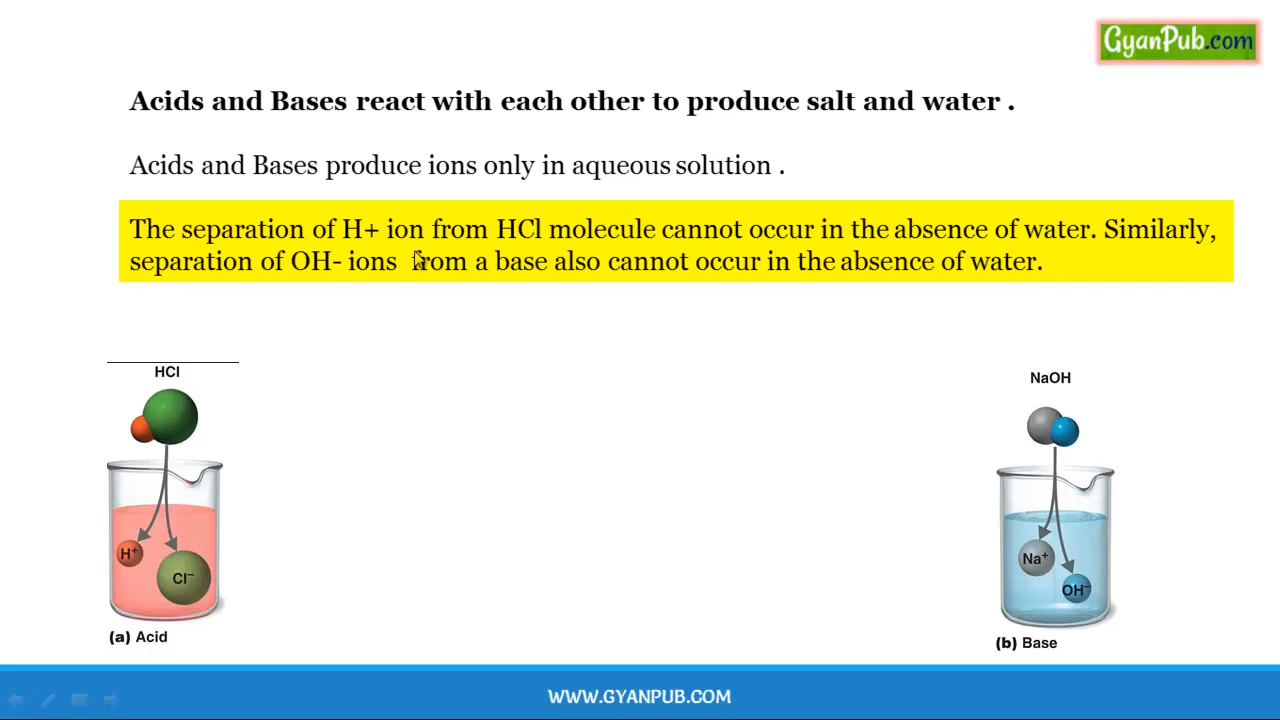 GyanPub.com
Acids and Bases react with each other to produce salt and water .
Acids and Bases produce ions only in aqueous solution .
The separation of H+ ion from HCl molecule cannot occur in the absence of water. Similarly,
separation of OH- ions from a base also cannot occur in the absence of water.
HCl
NaOH
H⁺
Cl⁻
Na⁺
OH⁻
(a) Acid
(b) Base
WWW.GYANPUB.COM